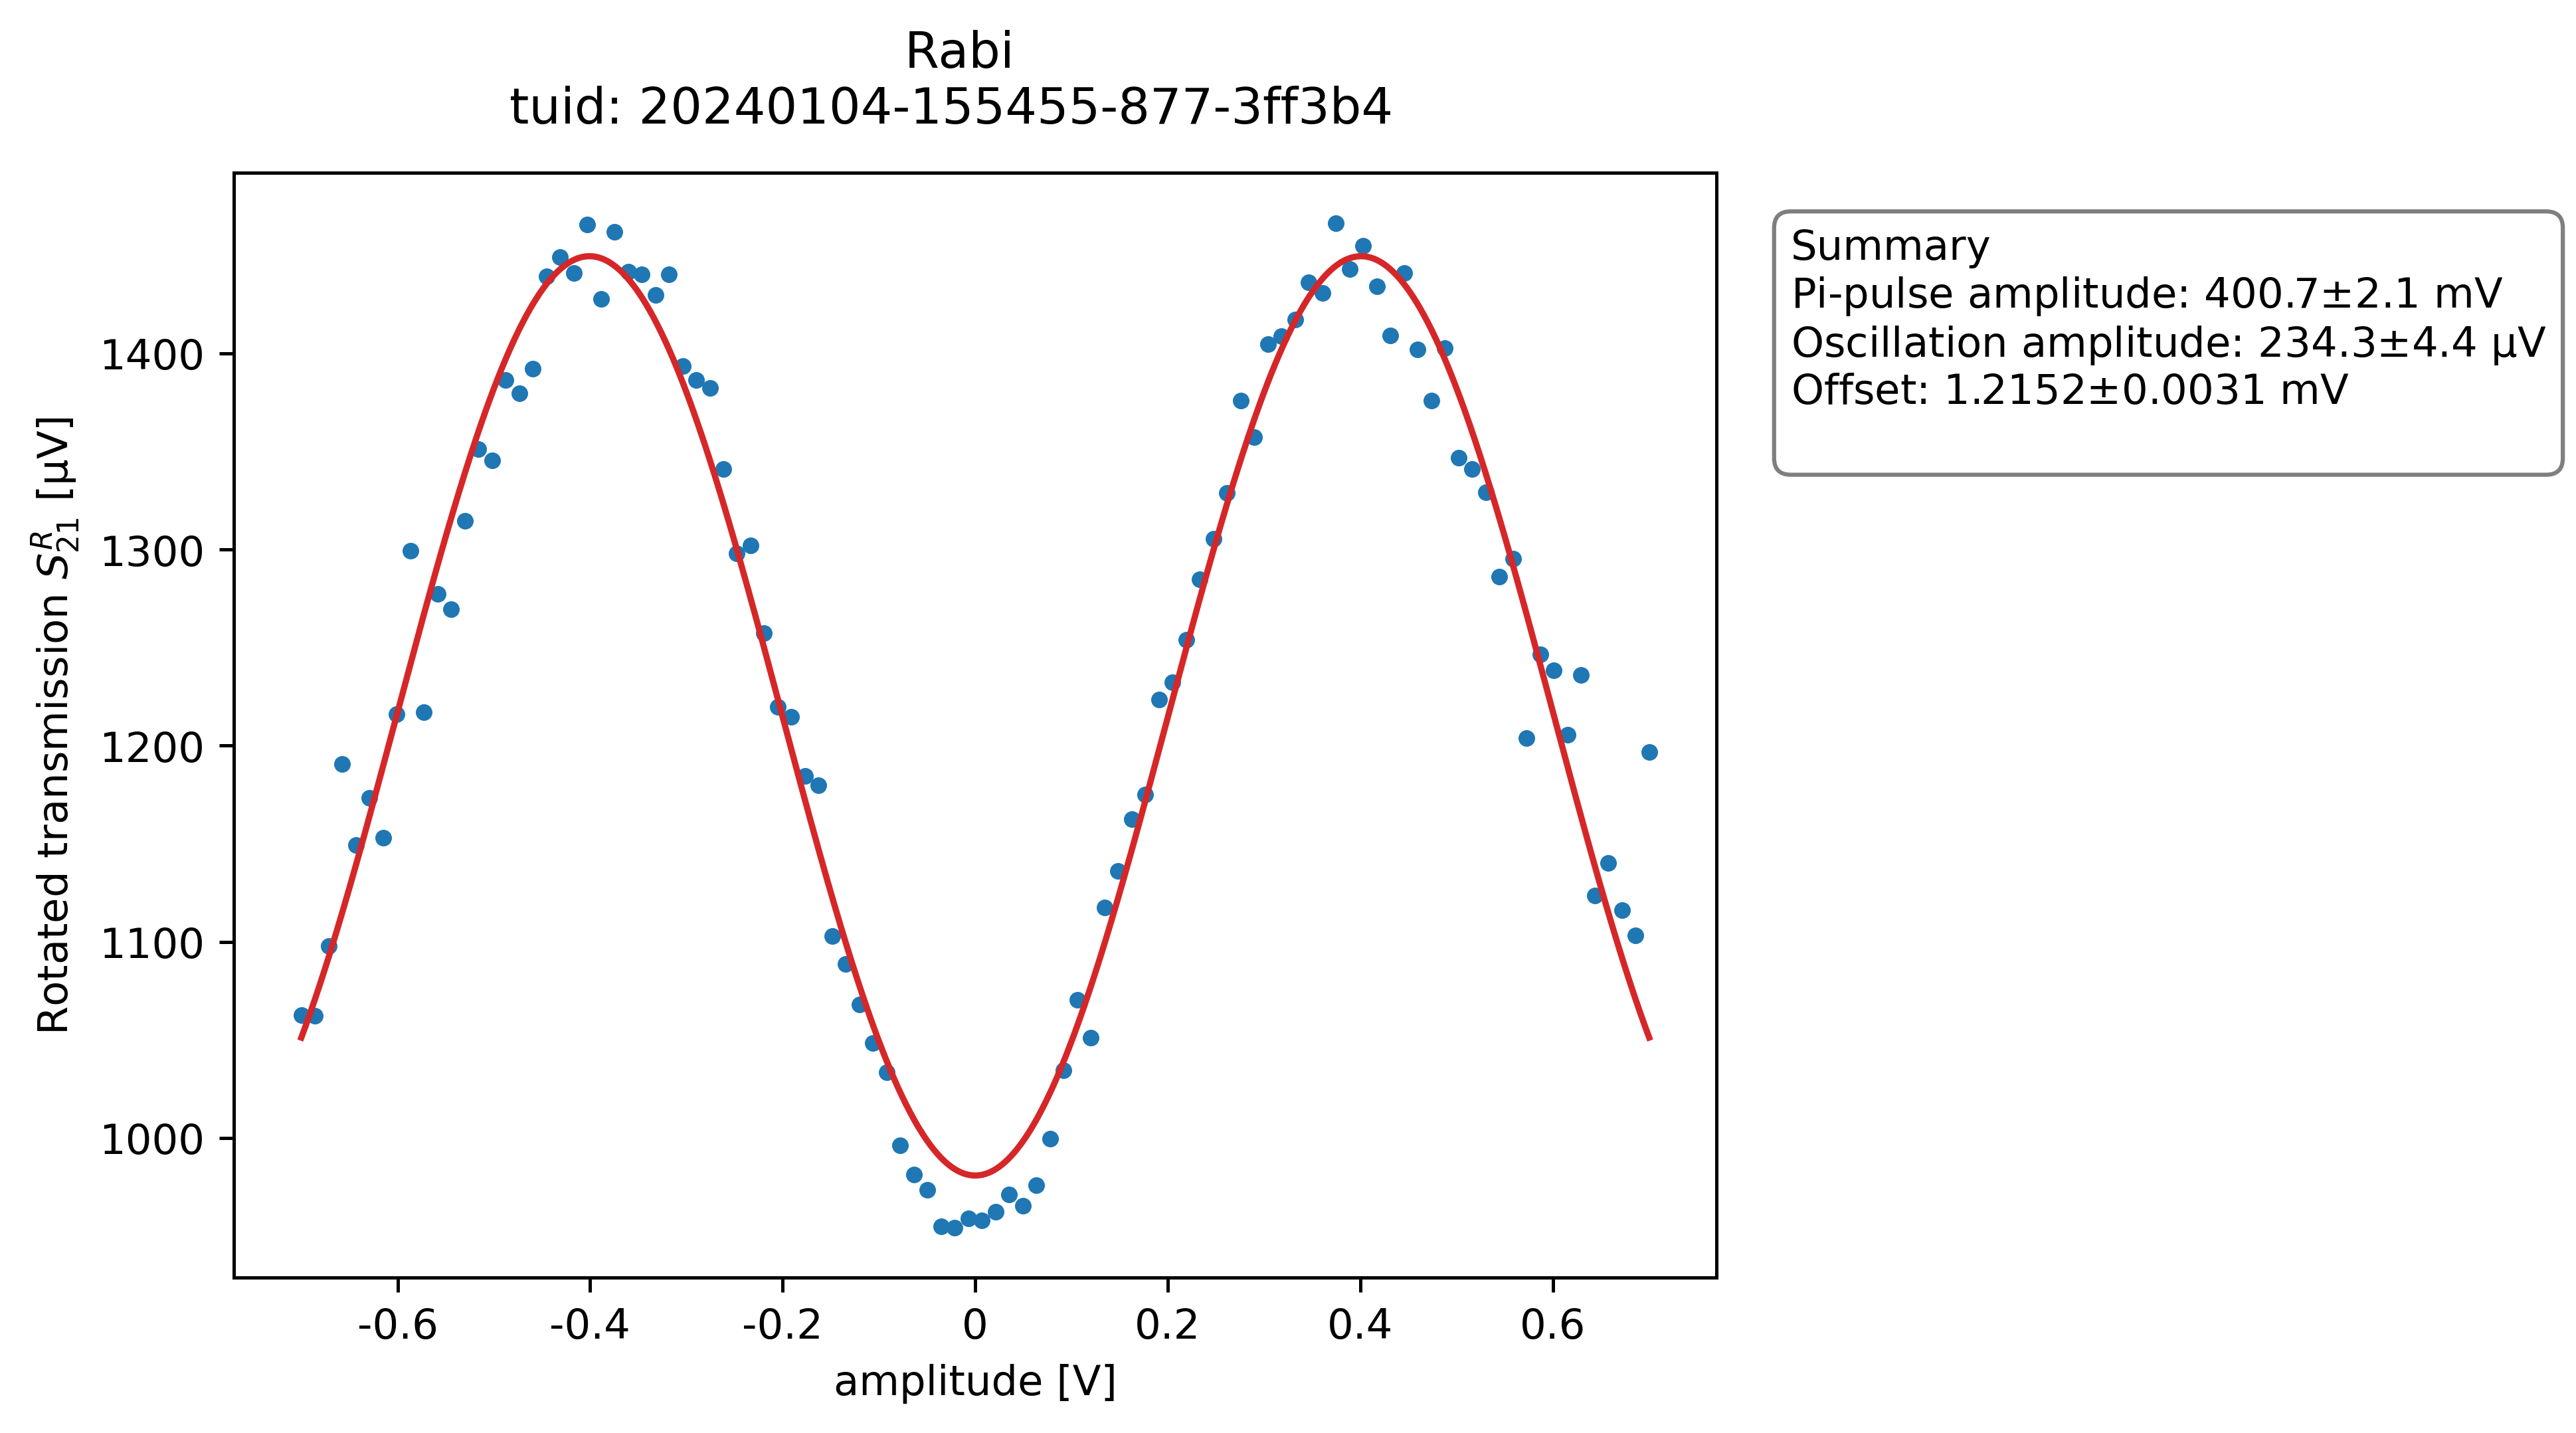 Rabi
tuid: 20240104-155455-877-3ff3b4
Summary
Pi-pulse amplitude: 400.7±2.1 mV
Oscillation amplitude: 234.3±4.4 µV
Offset: 1.2152±0.0031 mV
Rotated transmission $S_{21}^R$ [µV]
1400
1300
1200
1100
1000
-0.6 -0.4 -0.2 0 0.2 0.4 0.6
amplitude [V]